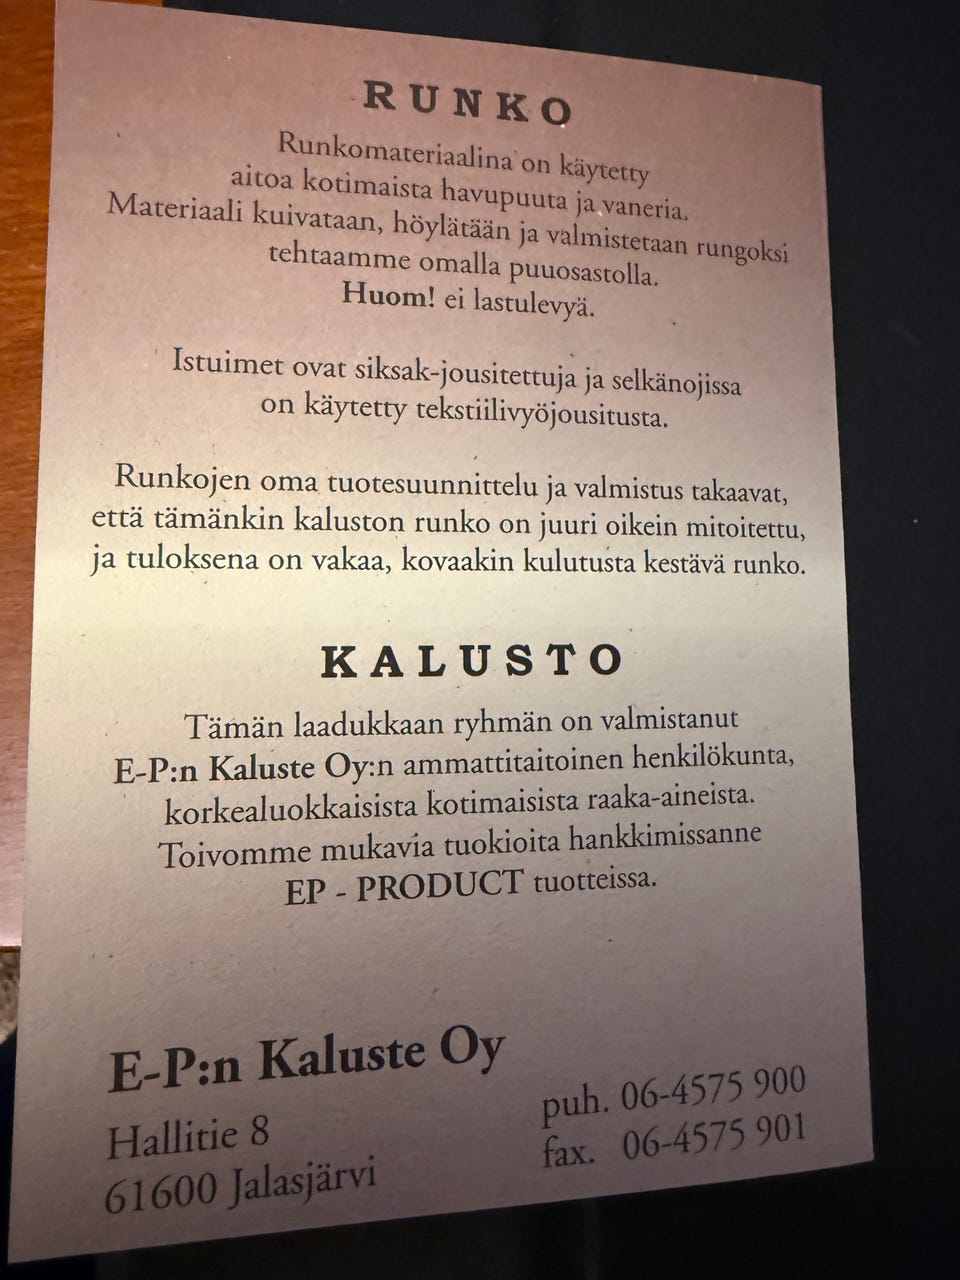 RUNKO
Runkomateriaalina on käytetty
aitoa kotimaista havupuuta ja vaneria.
Materiaali kuivataan, höylätään ja valmistetaan rungoksi
tehtaamme omalla puuosastolla.
Huom! ei lastulevyä.
Istuimet ovat siksak-jousitettuja ja selkänojissa
on käytetty tekstiilivyöjousitusta.
Runkojen oma tuotesuunnittelu ja valmistus takaavat,
että tämänkin kaluston runko on juuri oikein mitoitettu,
ja tuloksena on vakaa, kovaakin kulutusta kestävä runko.
KALUSTO
Tämän laadukkaan ryhmän on valmistanut
E-P:n Kaluste Oy:n ammattitaitoinen henkilökunta,
korkealuokkaisista kotimaisista raaka-aineista.
Toivomme mukavia tuokioita hankkimissanne
EP - PRODUCT tuotteissa.
E-P:n Kaluste Oy
Hallitie 8
61600 Jalasjärvi
puh. 06-4575 900
fax. 06-4575 901